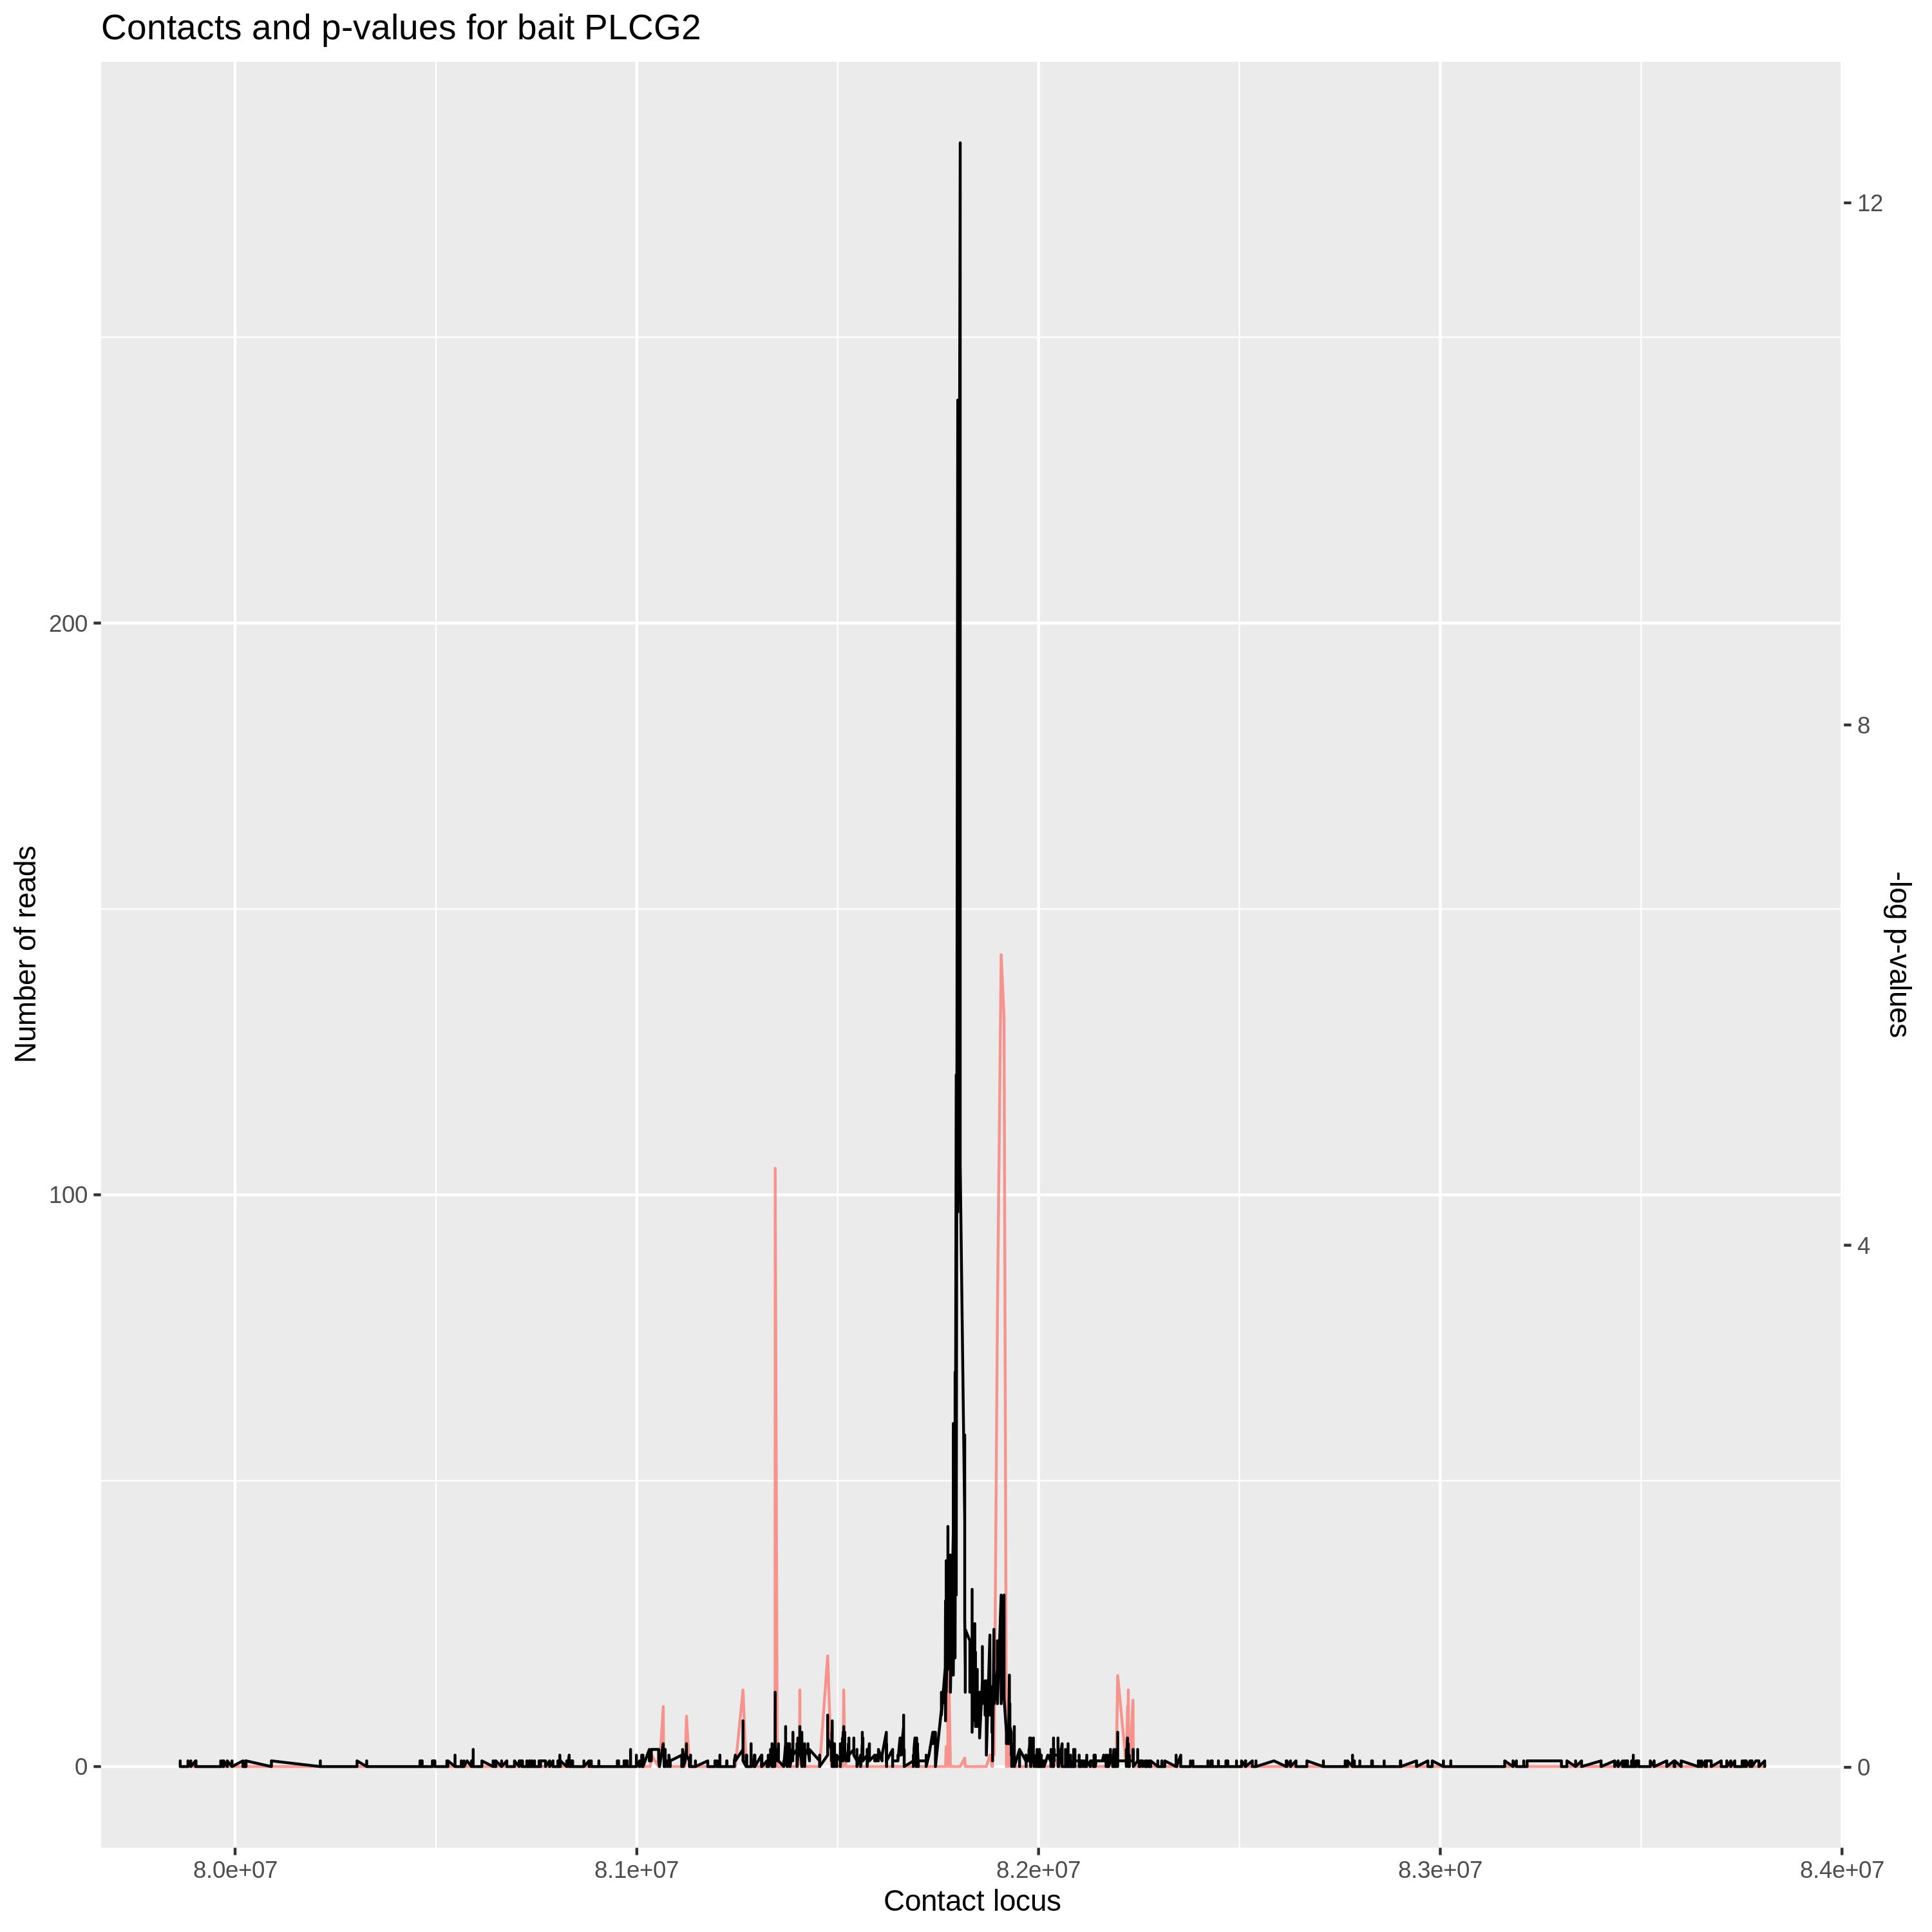 Contacts and p-values for bait PLCG2
Number of reads
200
100
0
12
8
4
0
-log p-values
8.0e+07 8.1e+07 8.2e+07 8.3e+07 8.4e+07
Contact locus